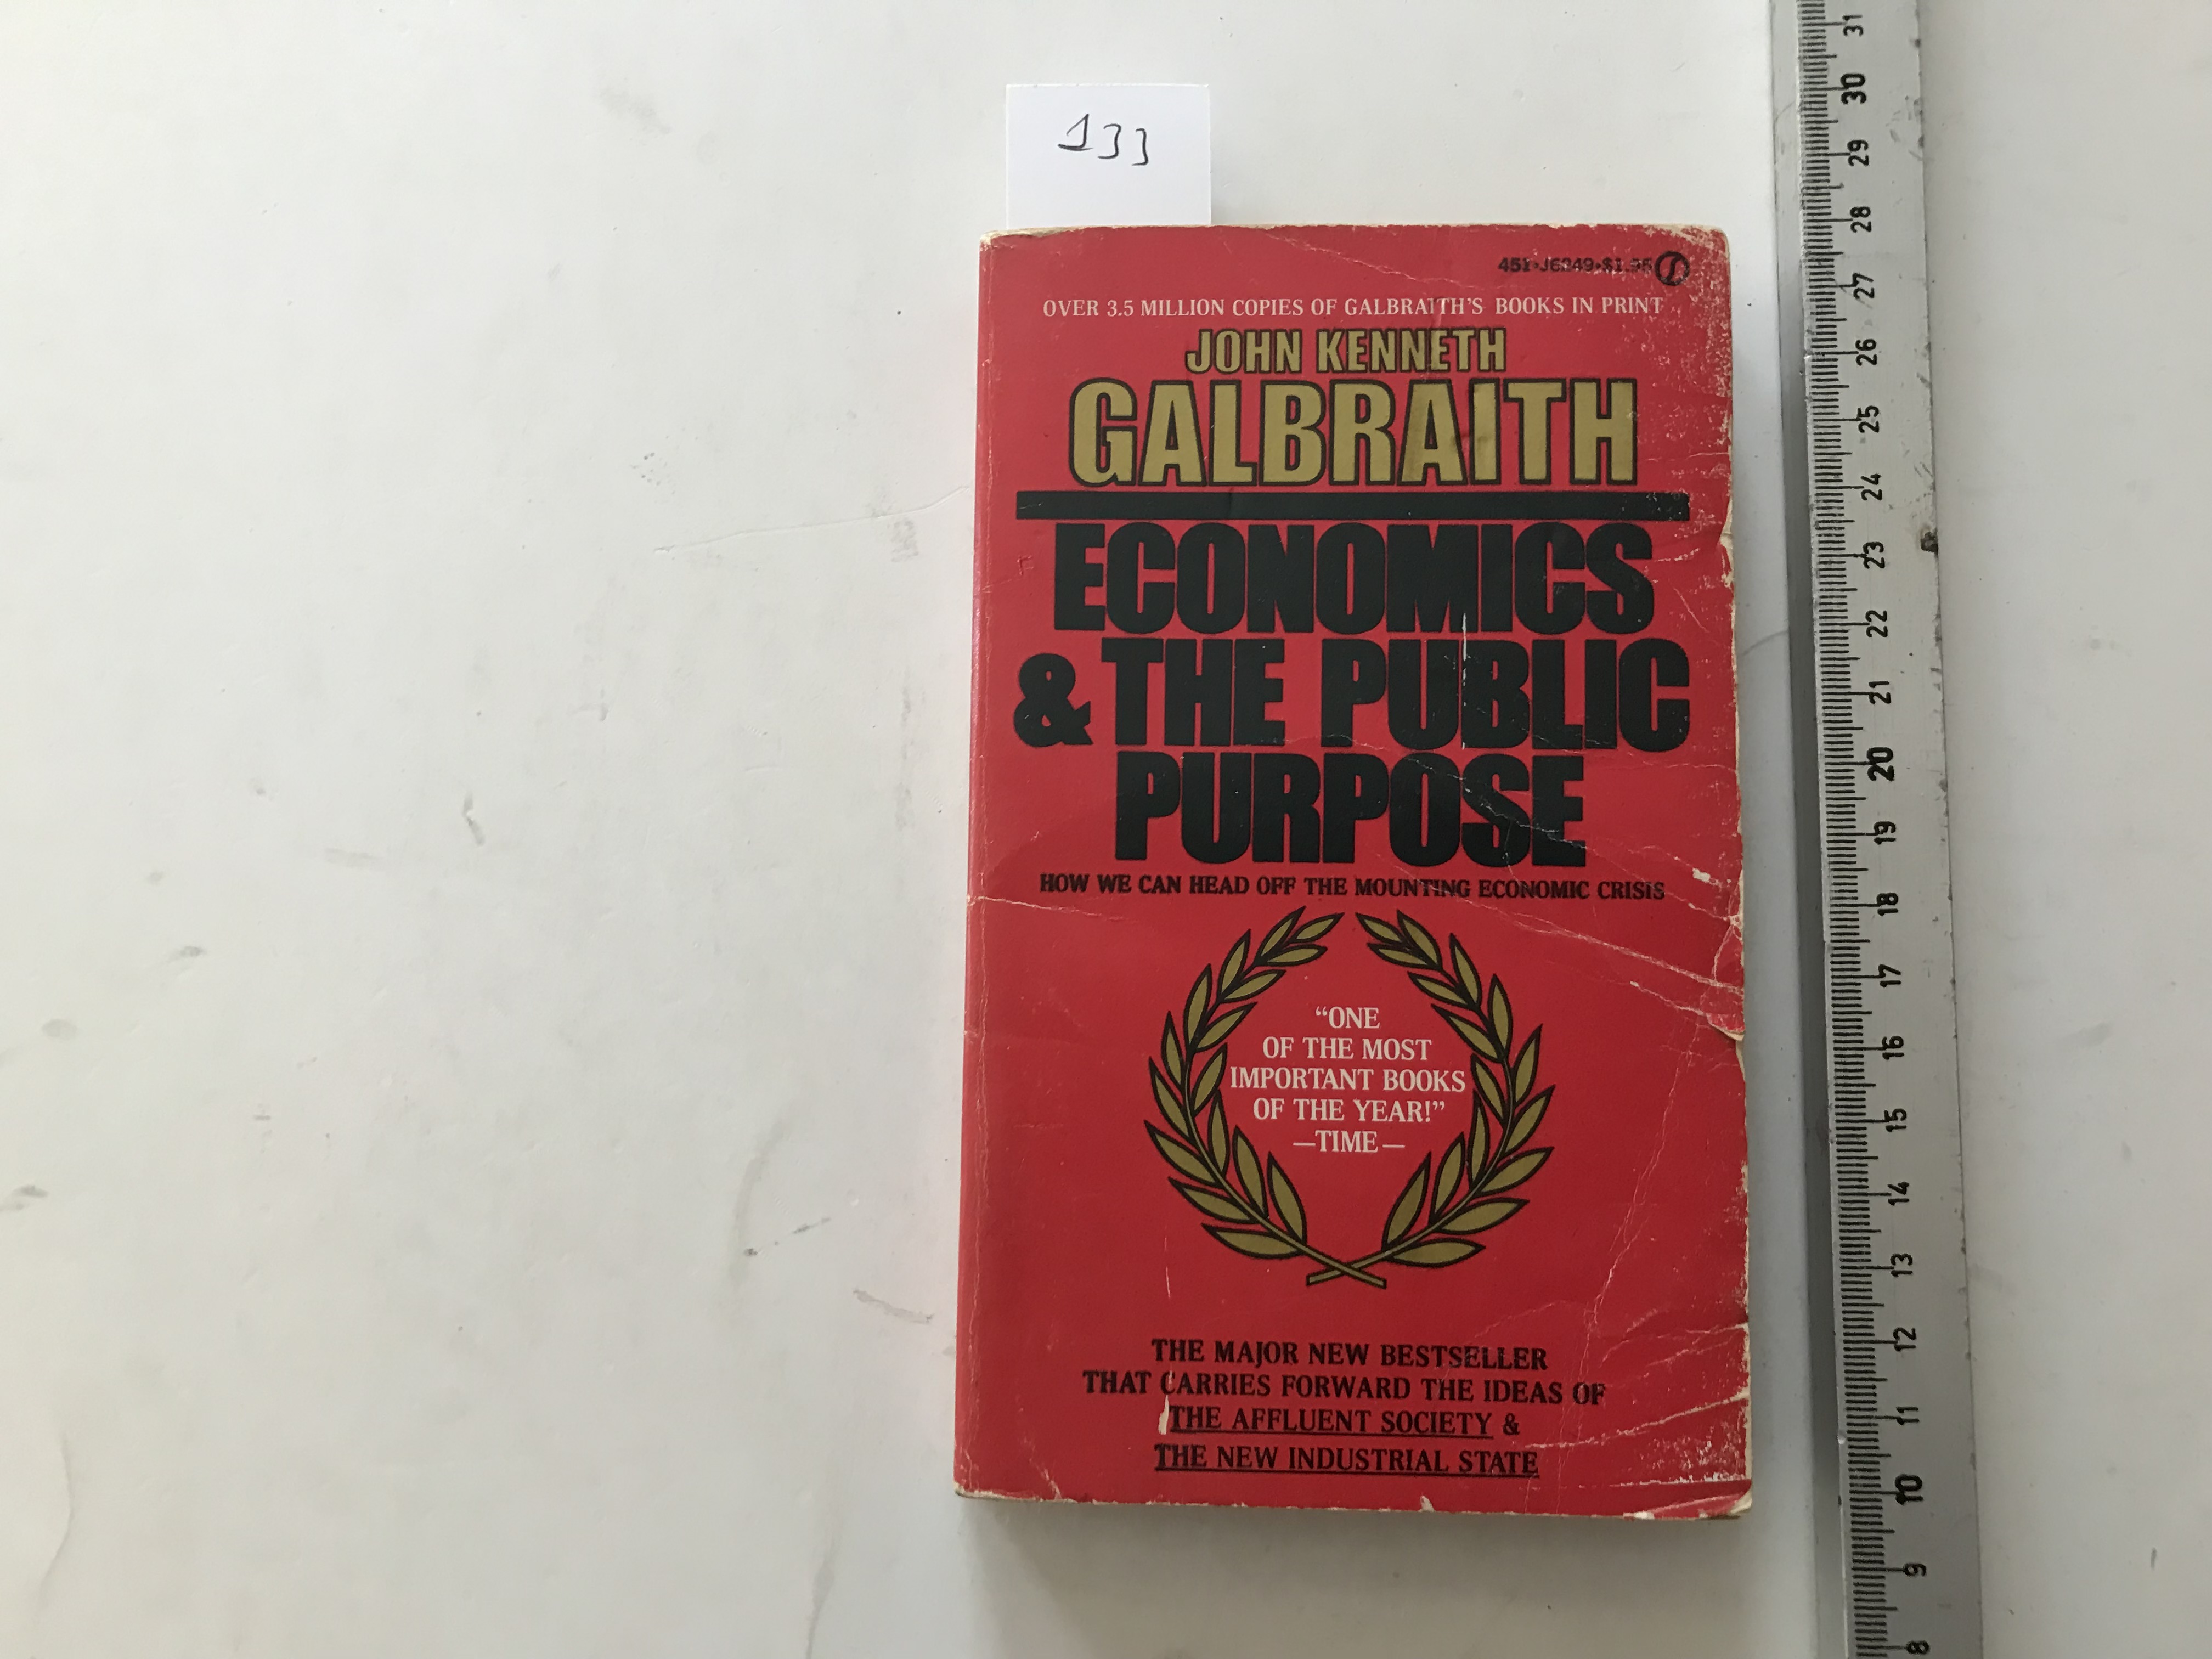 133
451-J6249-$1.95
OVER 3.5 MILLION COPIES OF GALBRAITH'S BOOKS IN PRINT
JOHN KENNETH
GALBRAITH
ECONOMICS
& THE PUBLIC
PURPOSE
HOW WE CAN HEAD OFF THE MOUNTING ECONOMIC CRISIS
“ONE
OF THE MOST
IMPORTANT BOOKS
OF THE YEAR!”
—TIME—
THE MAJOR NEW BESTSELLER
THAT CARRIES FORWARD THE IDEAS OF
THE AFFLUENT SOCIETY &
THE NEW INDUSTRIAL STATE
31
30
29
28
27
26
25
24
23
22
21
20
19
18
17
16
15
14
13
12
11
10
9
8